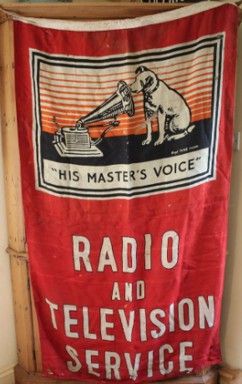 "HIS MASTER'S VOICE"
RADIO
AND
TELEVISION
SERVICE